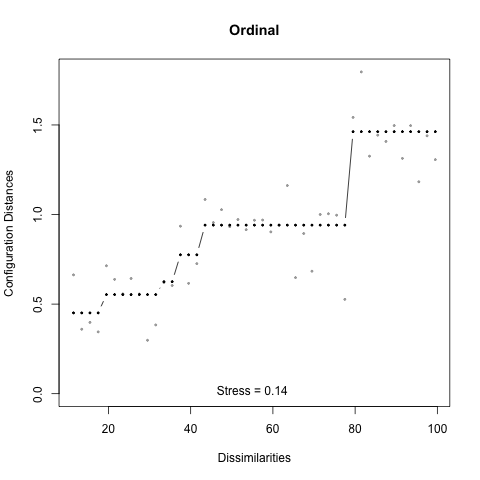 Ordinal
Configuration Distances
1.5
1.0
0.5
0.0
Stress = 0.14
20 40 60 80 100
Dissimilarities